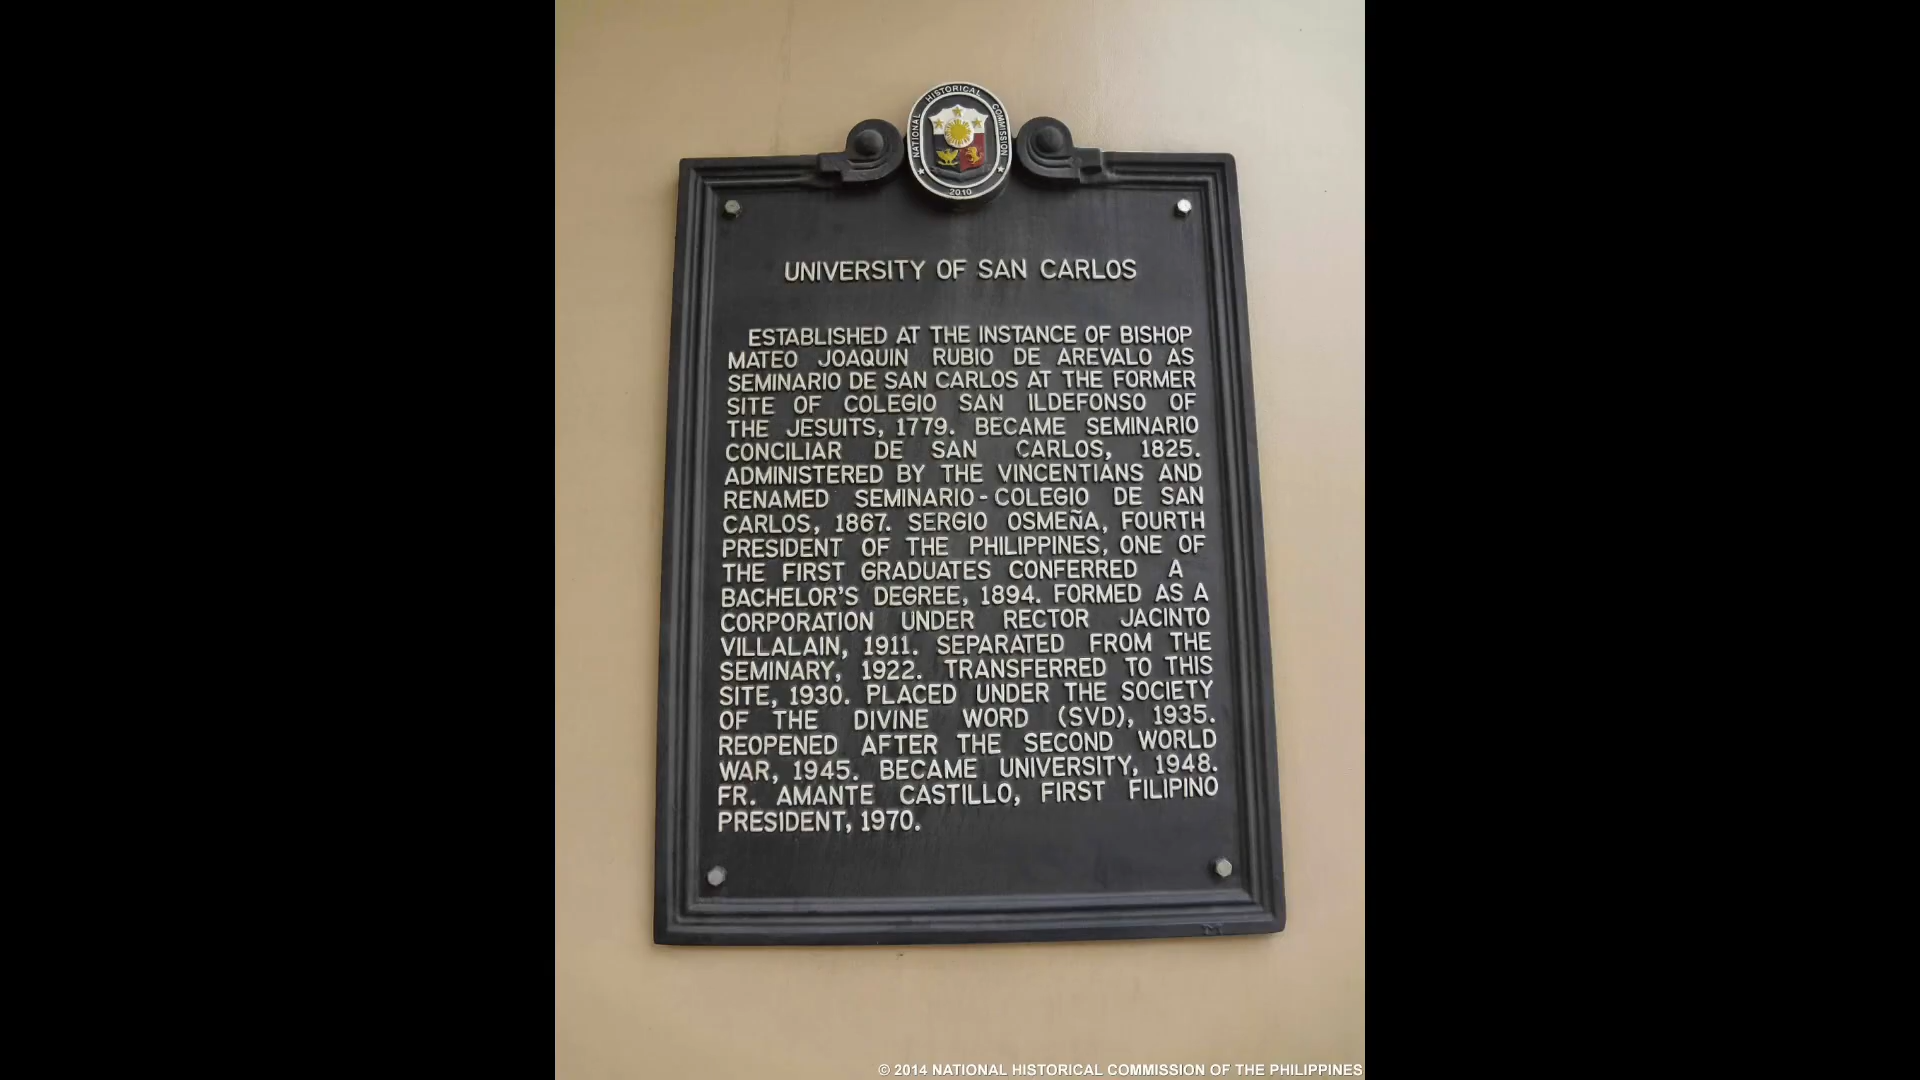 NATIONAL HISTORICAL COMMISSION
2010
UNIVERSITY OF SAN CARLOS
ESTABLISHED AT THE INSTANCE OF BISHOP
MATEO JOAQUIN RUBIO DE AREVALO AS
SEMINARIO DE SAN CARLOS AT THE FORMER
SITE OF COLEGIO SAN ILDEFONSO OF
THE JESUITS, 1779. BECAME SEMINARIO
CONCILIAR DE SAN CARLOS, 1825.
ADMINISTERED BY THE VINCENTIANS AND
RENAMED SEMINARIO-COLEGIO DE SAN
CARLOS, 1867. SERGIO OSMEÑA, FOURTH
PRESIDENT OF THE PHILIPPINES, ONE OF
THE FIRST GRADUATES CONFERRED A
BACHELOR'S DEGREE, 1894. FORMED AS A
CORPORATION UNDER RECTOR JACINTO
VILLALAIN, 1911. SEPARATED FROM THE
SEMINARY, 1922. TRANSFERRED TO THIS
SITE, 1930. PLACED UNDER THE SOCIETY
OF THE DIVINE WORD (SVD), 1935.
REOPENED AFTER THE SECOND WORLD
WAR, 1945. BECAME UNIVERSITY, 1948.
FR. AMANTE CASTILLO, FIRST FILIPINO
PRESIDENT, 1970.
© 2014 NATIONAL HISTORICAL COMMISSION OF THE PHILIPPINES